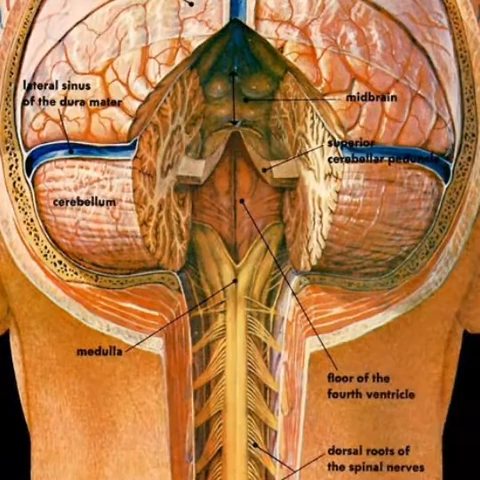 lateral sinus
of the dura mater
midbrain
superior
cerebellar peduncle
cerebellum
medulla
floor of the
fourth ventricle
dorsal roots of
the spinal nerves